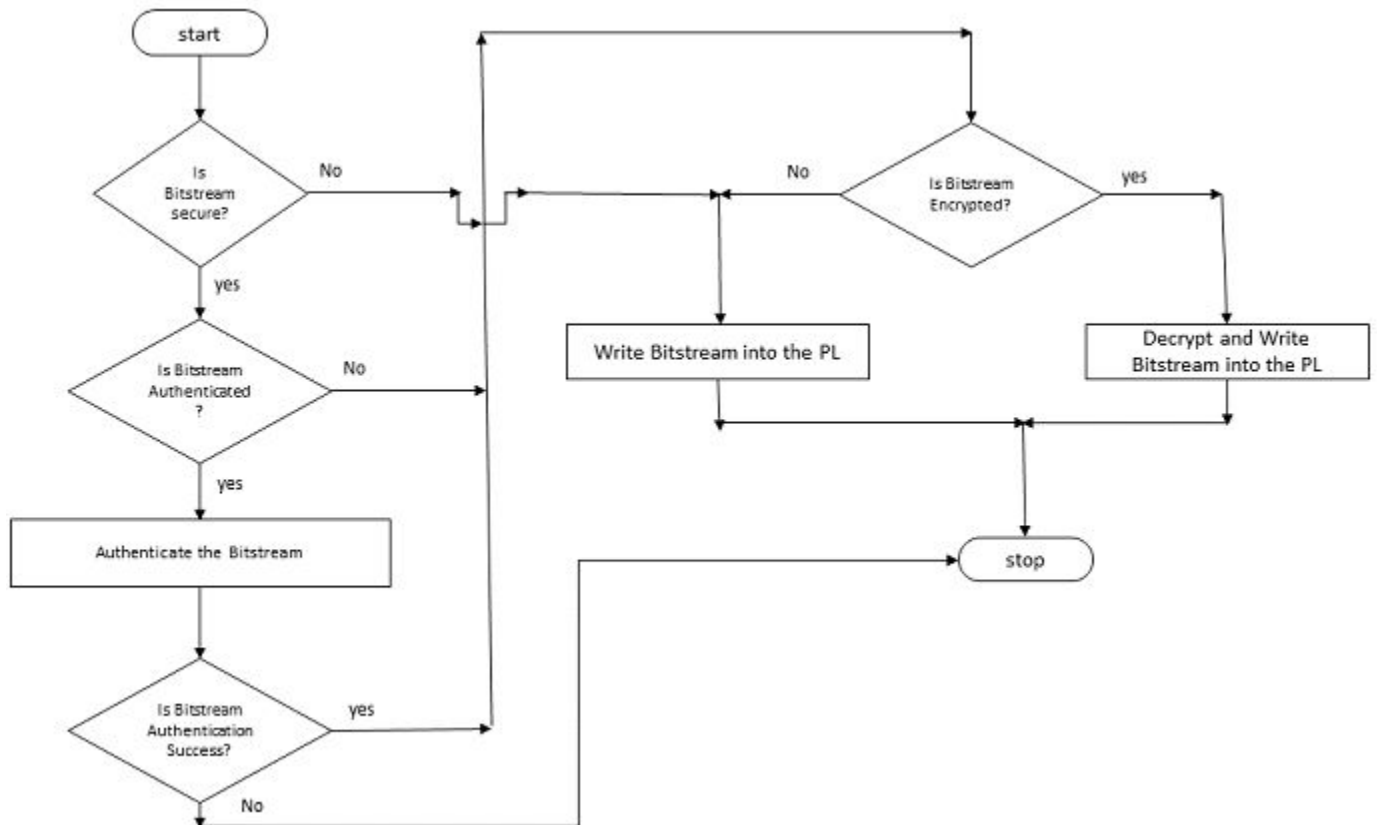 start
Is
Bitstream
secure?
No
yes
Is Bitstream
Authenticated
?
No
yes
Authenticate the Bitstream
Is Bitstream
Authentication
Success?
yes
No
Is Bitstream
Encrypted?
No
yes
Write Bitstream into the PL
Decrypt and Write
Bitstream into the PL
stop